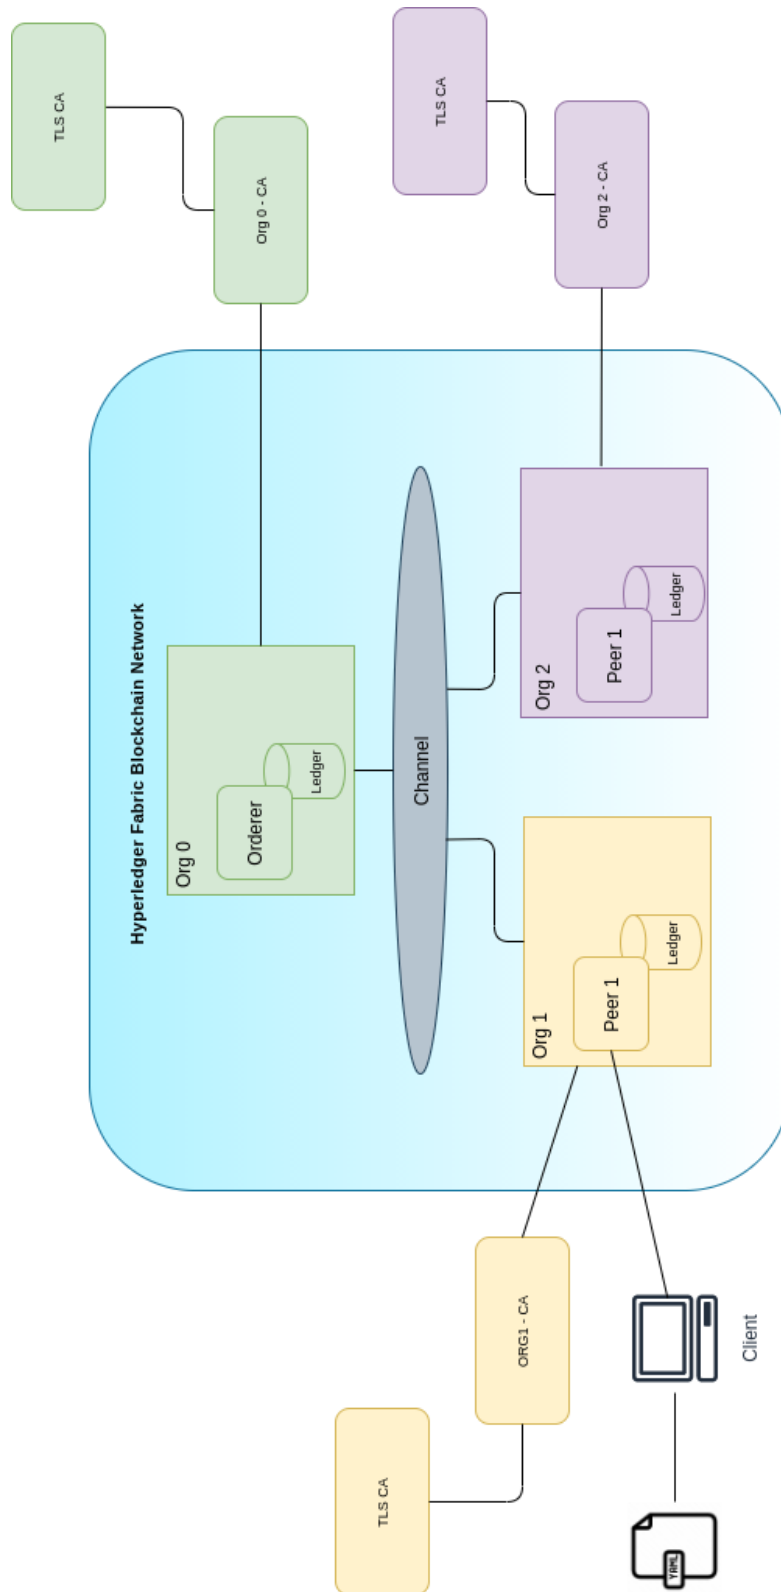 Hyperledger Fabric Blockchain Network
TLS CA
ORG1 - CA
Org 0
Orderer
Ledger
Org 0 - CA
TLS CA
Channel
Org 1
Peer 1
Ledger
Org 2
Peer 1
Ledger
Org 2 - CA
TLS CA
Client
YAML